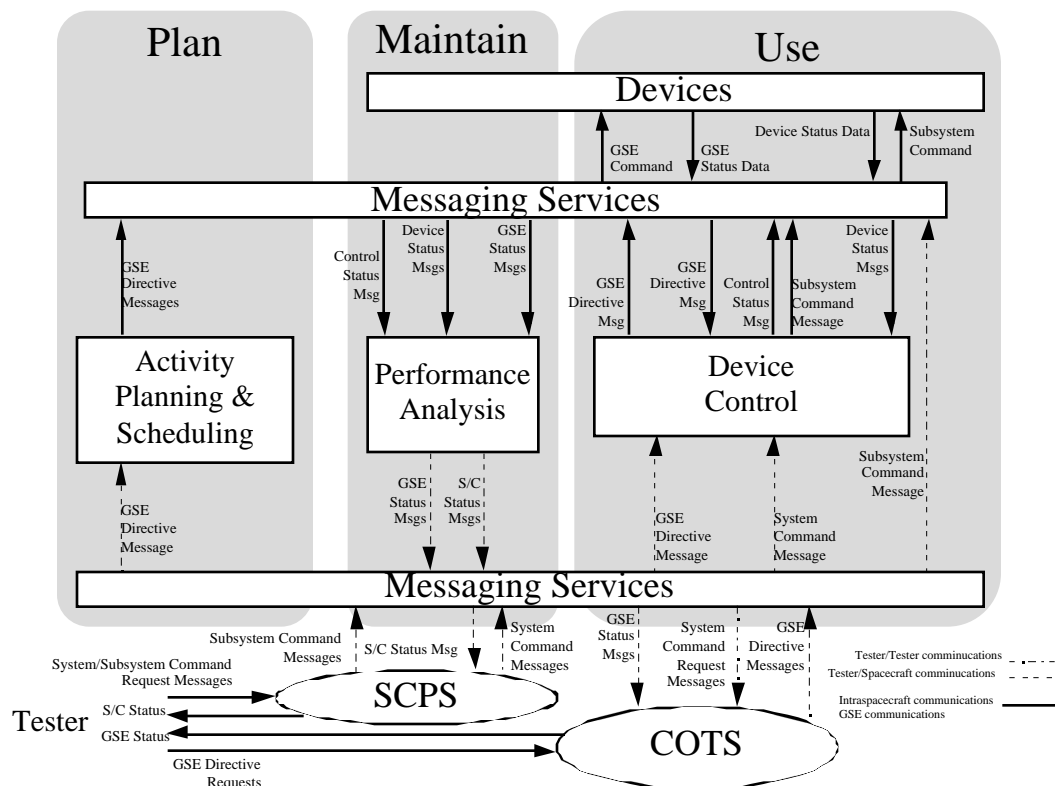 Plan
Maintain
Use
Devices
GSE
Command
GSE
Status Data
Device Status Data
Subsystem
Command
Messaging Services
GSE
Directive
Messages
Control
Status
Msg
Device
Status
Msgs
GSE
Status
Msgs
GSE
Directive
Msg
GSE
Directive
Msg
Control
Status
Msg
Subsystem
Command
Message
Device
Status
Msgs
Activity
Planning &
Scheduling
Performance
Analysis
Device
Control
GSE
Directive
Message
GSE
Status
Msgs
S/C
Status
Msgs
GSE
Directive
Message
System
Command
Message
Subsystem
Command
Message
Messaging Services
Subsystem Command
Messages
S/C Status Msg
System
Command
Messages
GSE
Status
Msgs
System
Command
Request
Messages
GSE
Directive
Messages
System/Subsystem Command
Request Messages
SCPS
Tester
S/C Status
GSE Status
COTS
GSE Directive
Requests
Tester/Tester comminucations
Tester/Spacecraft comminucations
Intraspacecraft communications
GSE communications